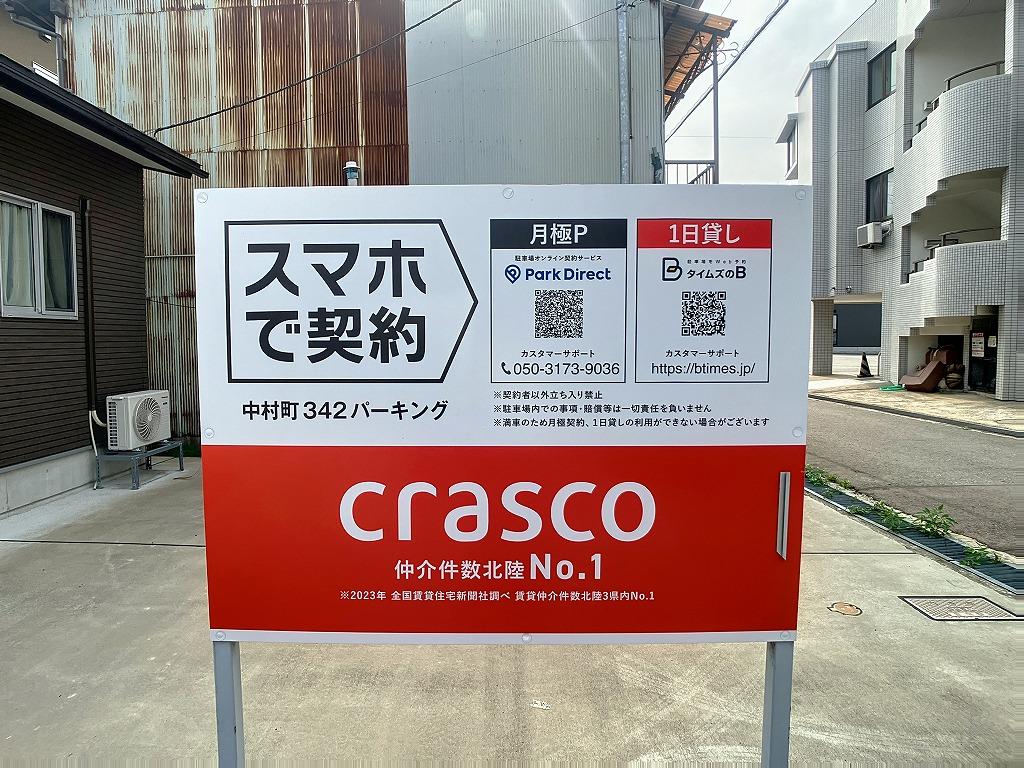 スマホ
で契約
中村町342パーキング
月極P
駐車場オンライン契約サービス
Park Direct
カスタマーサポート
050-3173-9036
1日貸し
駐車場をWeb予約
B タイムズのB
カスタマーサポート
https://btimes.jp/
※契約者以外立ち入り禁止
※駐車場内での事項・賠償等は一切責任を負いません
※満車のため月極契約、1日貸しの利用ができない場合がございます
crasco
仲介件数北陸No.1
※2023年 全国賃貸住宅新聞社調べ 賃貸仲介件数北陸3県内No.1